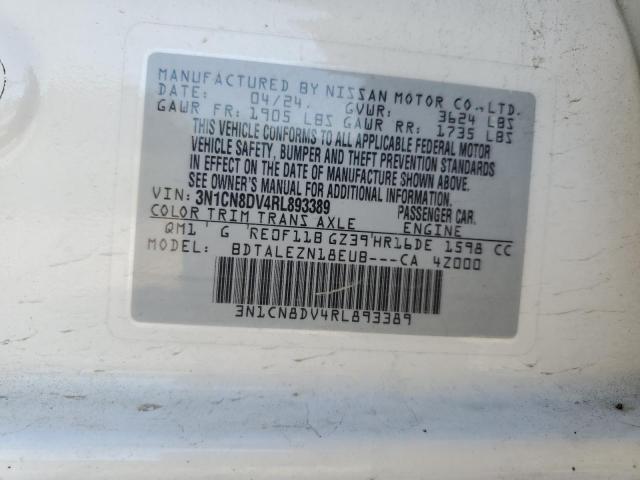 MANUFACTURED BY NISSAN MOTOR CO.,LTD.
DATE: 04/24. GVWR: 3624 LBS
GAWR FR: 1905 LBS GAWR RR: 1735 LBS
THIS VEHICLE CONFORMS TO ALL APPLICABLE FEDERAL MOTOR
VEHICLE SAFETY, BUMPER AND THEFT PREVENTION STANDARDS
IN EFFECT ON THE DATE OF MANUFACTURE SHOWN ABOVE.
SEE OWNER'S MANUAL FOR ADDITIONAL INFORMATION.
VIN: 3N1CN8DV4RL893389 PASSENGER CAR.
COLOR TRIM TRANS AXLE ENGINE
QM1 G RE0F11B GZ39 HR16DE 1598 CC
MODEL: BDTALEZN18EUB---CA 4Z000
3N1CN8DV4RL893389